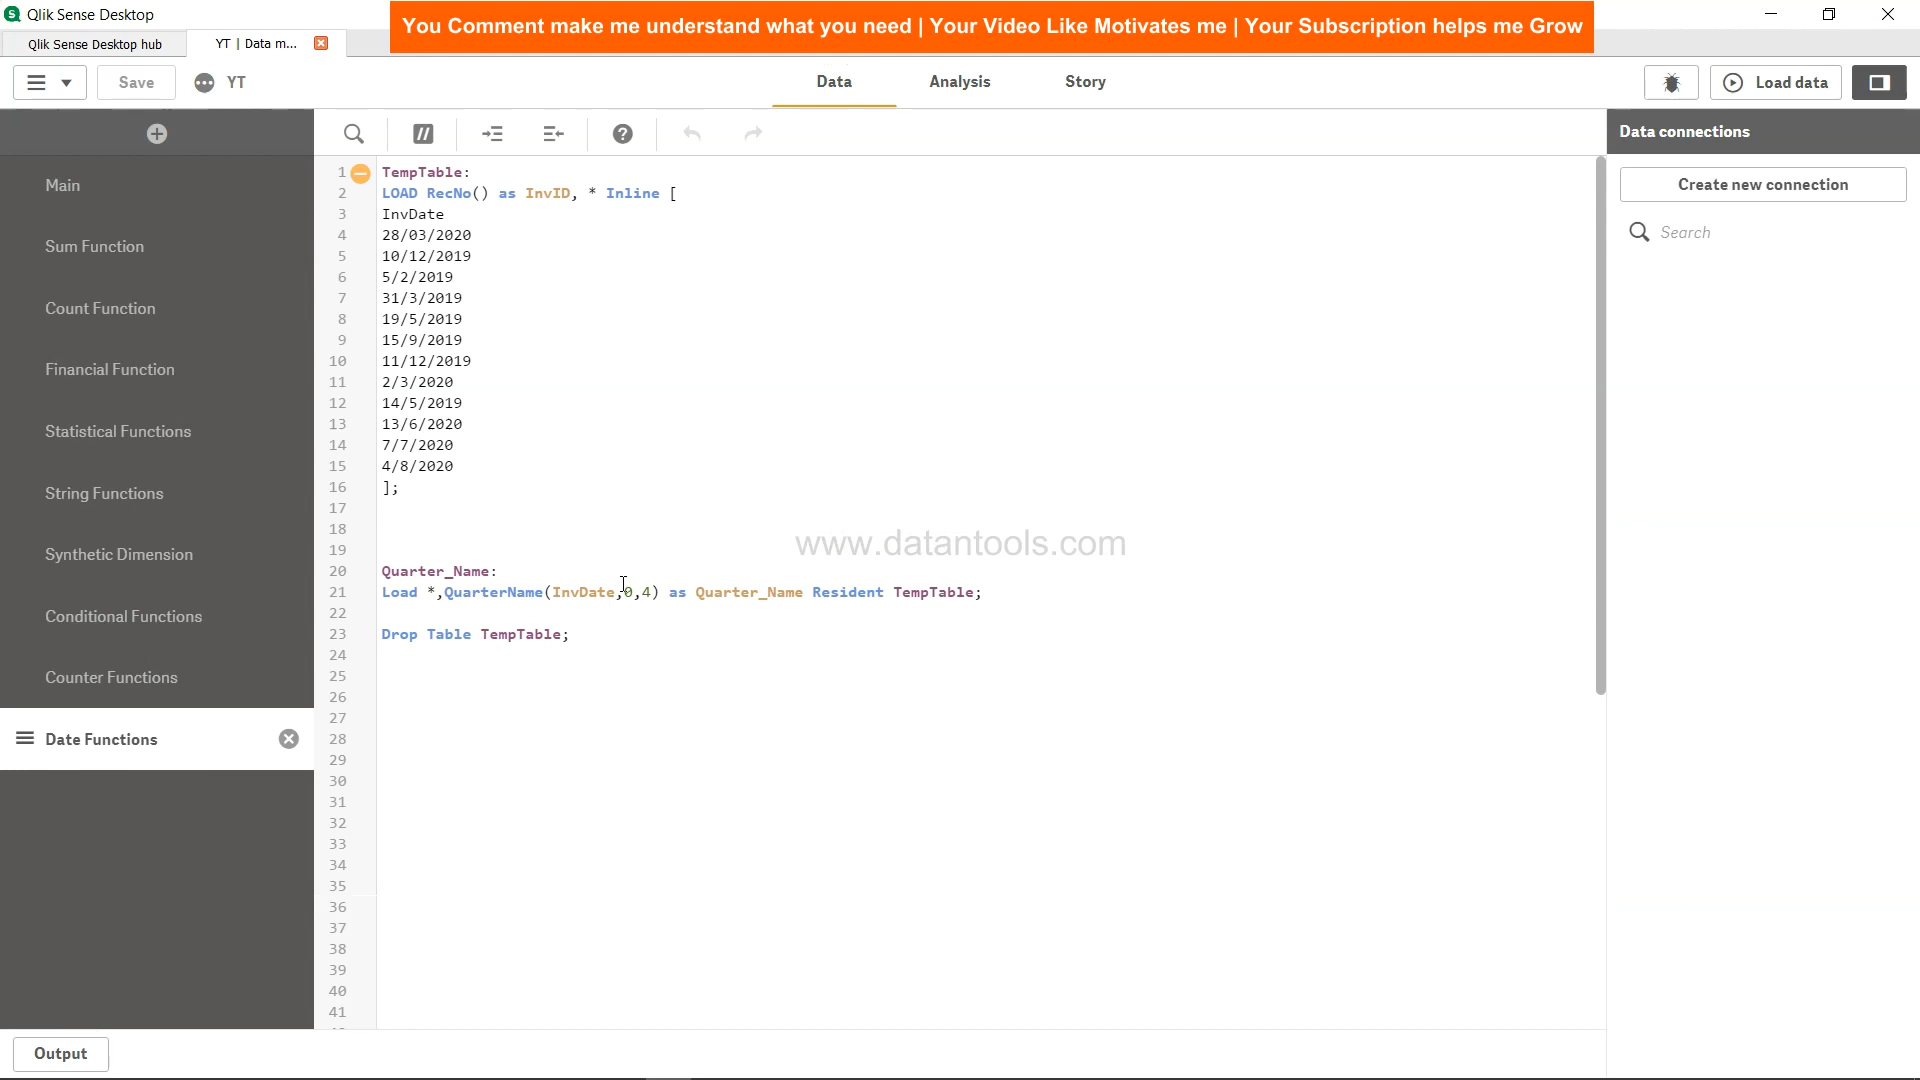 Qlik Sense Desktop
You Comment make me understand what you need | Your Video Like Motivates me | Your Subscription helps me Grow
Qlik Sense Desktop hub
YT | Data m...
Save
YT
Data
Analysis
Story
Load data
Main
Sum Function
Count Function
Financial Function
Statistical Functions
String Functions
Synthetic Dimension
Conditional Functions
Counter Functions
Date Functions
1 TempTable:
2 LOAD RecNo() as InvID, * Inline [
3 InvDate
4 28/03/2020
5 10/12/2019
6 5/2/2019
7 31/3/2019
8 19/5/2019
9 15/9/2019
10 11/12/2019
11 2/3/2020
12 14/5/2019
13 13/6/2020
14 7/7/2020
15 4/8/2020
16 ];
17
18
19
20 Quarter_Name:
21 Load *,QuarterName(InvDate,0,4) as Quarter_Name Resident TempTable;
22
23 Drop Table TempTable;
24
25
26
27
28
29
30
31
32
33
34
35
36
37
38
39
40
41
www.datantools.com
Data connections
Create new connection
Search
Output